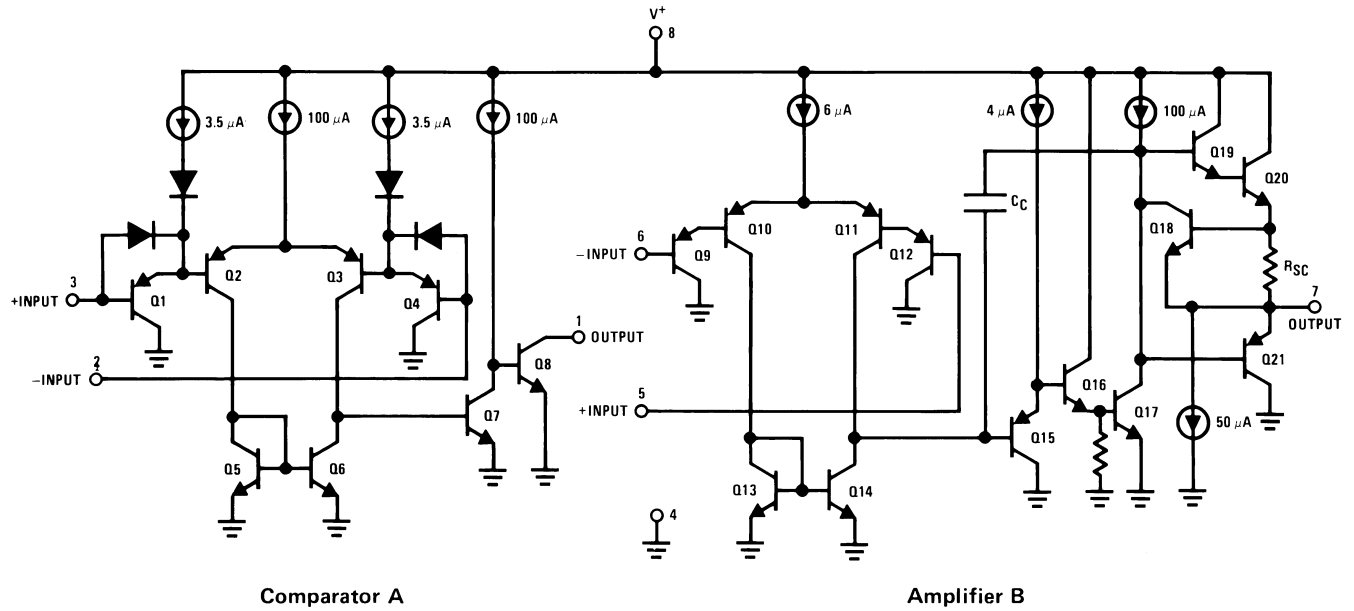 V+
8
3.5 μA
100 μA
3.5 μA
100 μA
6 μA
4 μA
100 μA
Q19
Q20
CC
Q18
RSC
7
OUTPUT
Q10
Q11
Q12
6
−INPUT
Q9
Q2
Q3
3
+INPUT
Q1
Q4
1
OUTPUT
2
−INPUT
Q8
Q7
5
+INPUT
Q21
Q16
Q17
50 μA
Q15
Q5
Q6
Q13
Q14
4
Comparator A
Amplifier B